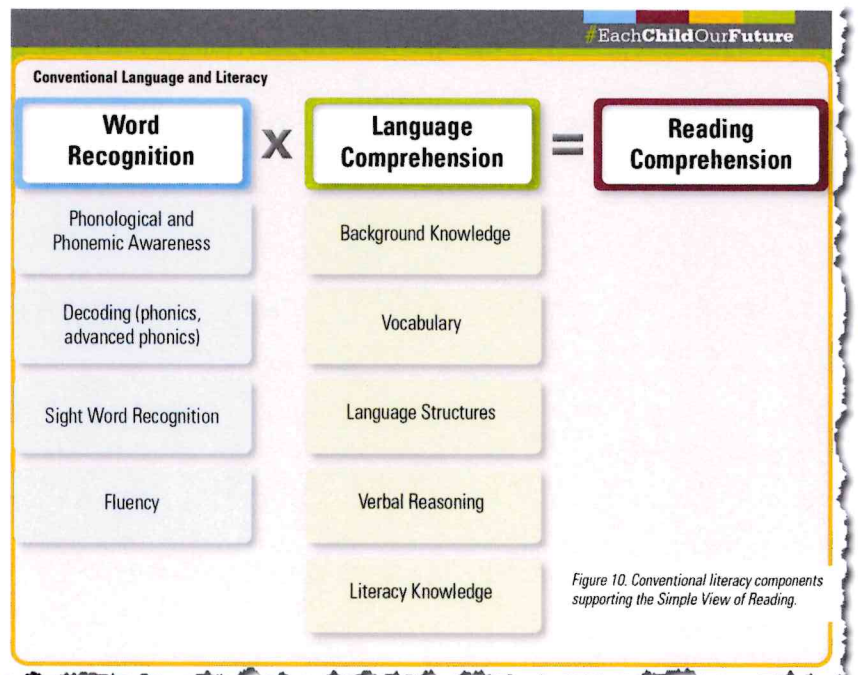 #EachChildOurFuture
Conventional Language and Literacy
Word
Recognition
X
Language
Comprehension
=
Reading
Comprehension
Phonological and
Phonemic Awareness
Background Knowledge
Decoding (phonics,
advanced phonics)
Vocabulary
Sight Word Recognition
Language Structures
Fluency
Verbal Reasoning
Literacy Knowledge
Figure 10. Conventional literacy components
supporting the Simple View of Reading.